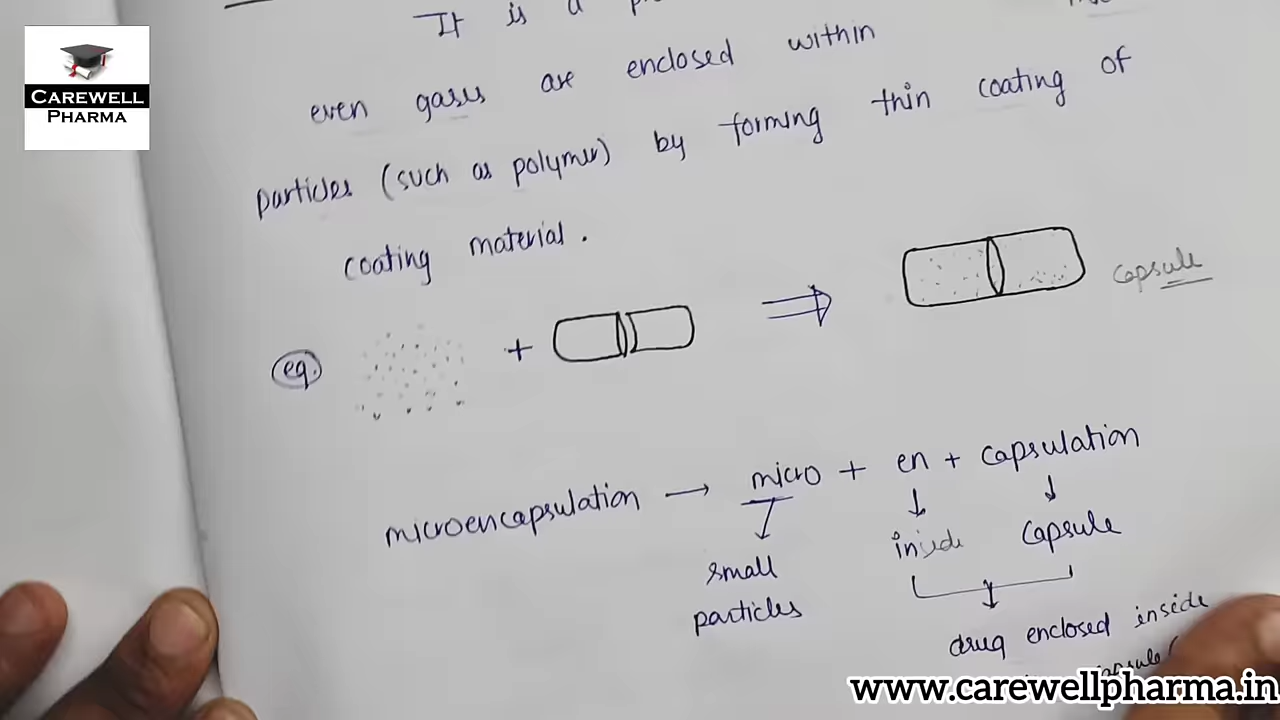 CAREWELL
PHARMA
It is a
even gases are enclosed within
particles (such as polymer) by forming thin coating of
coating material.
eg. + ⇒ capsule
microencapsulation → micro + en + capsulation
small inside capsule
particles
drug enclosed inside
www.carewellpharma.in